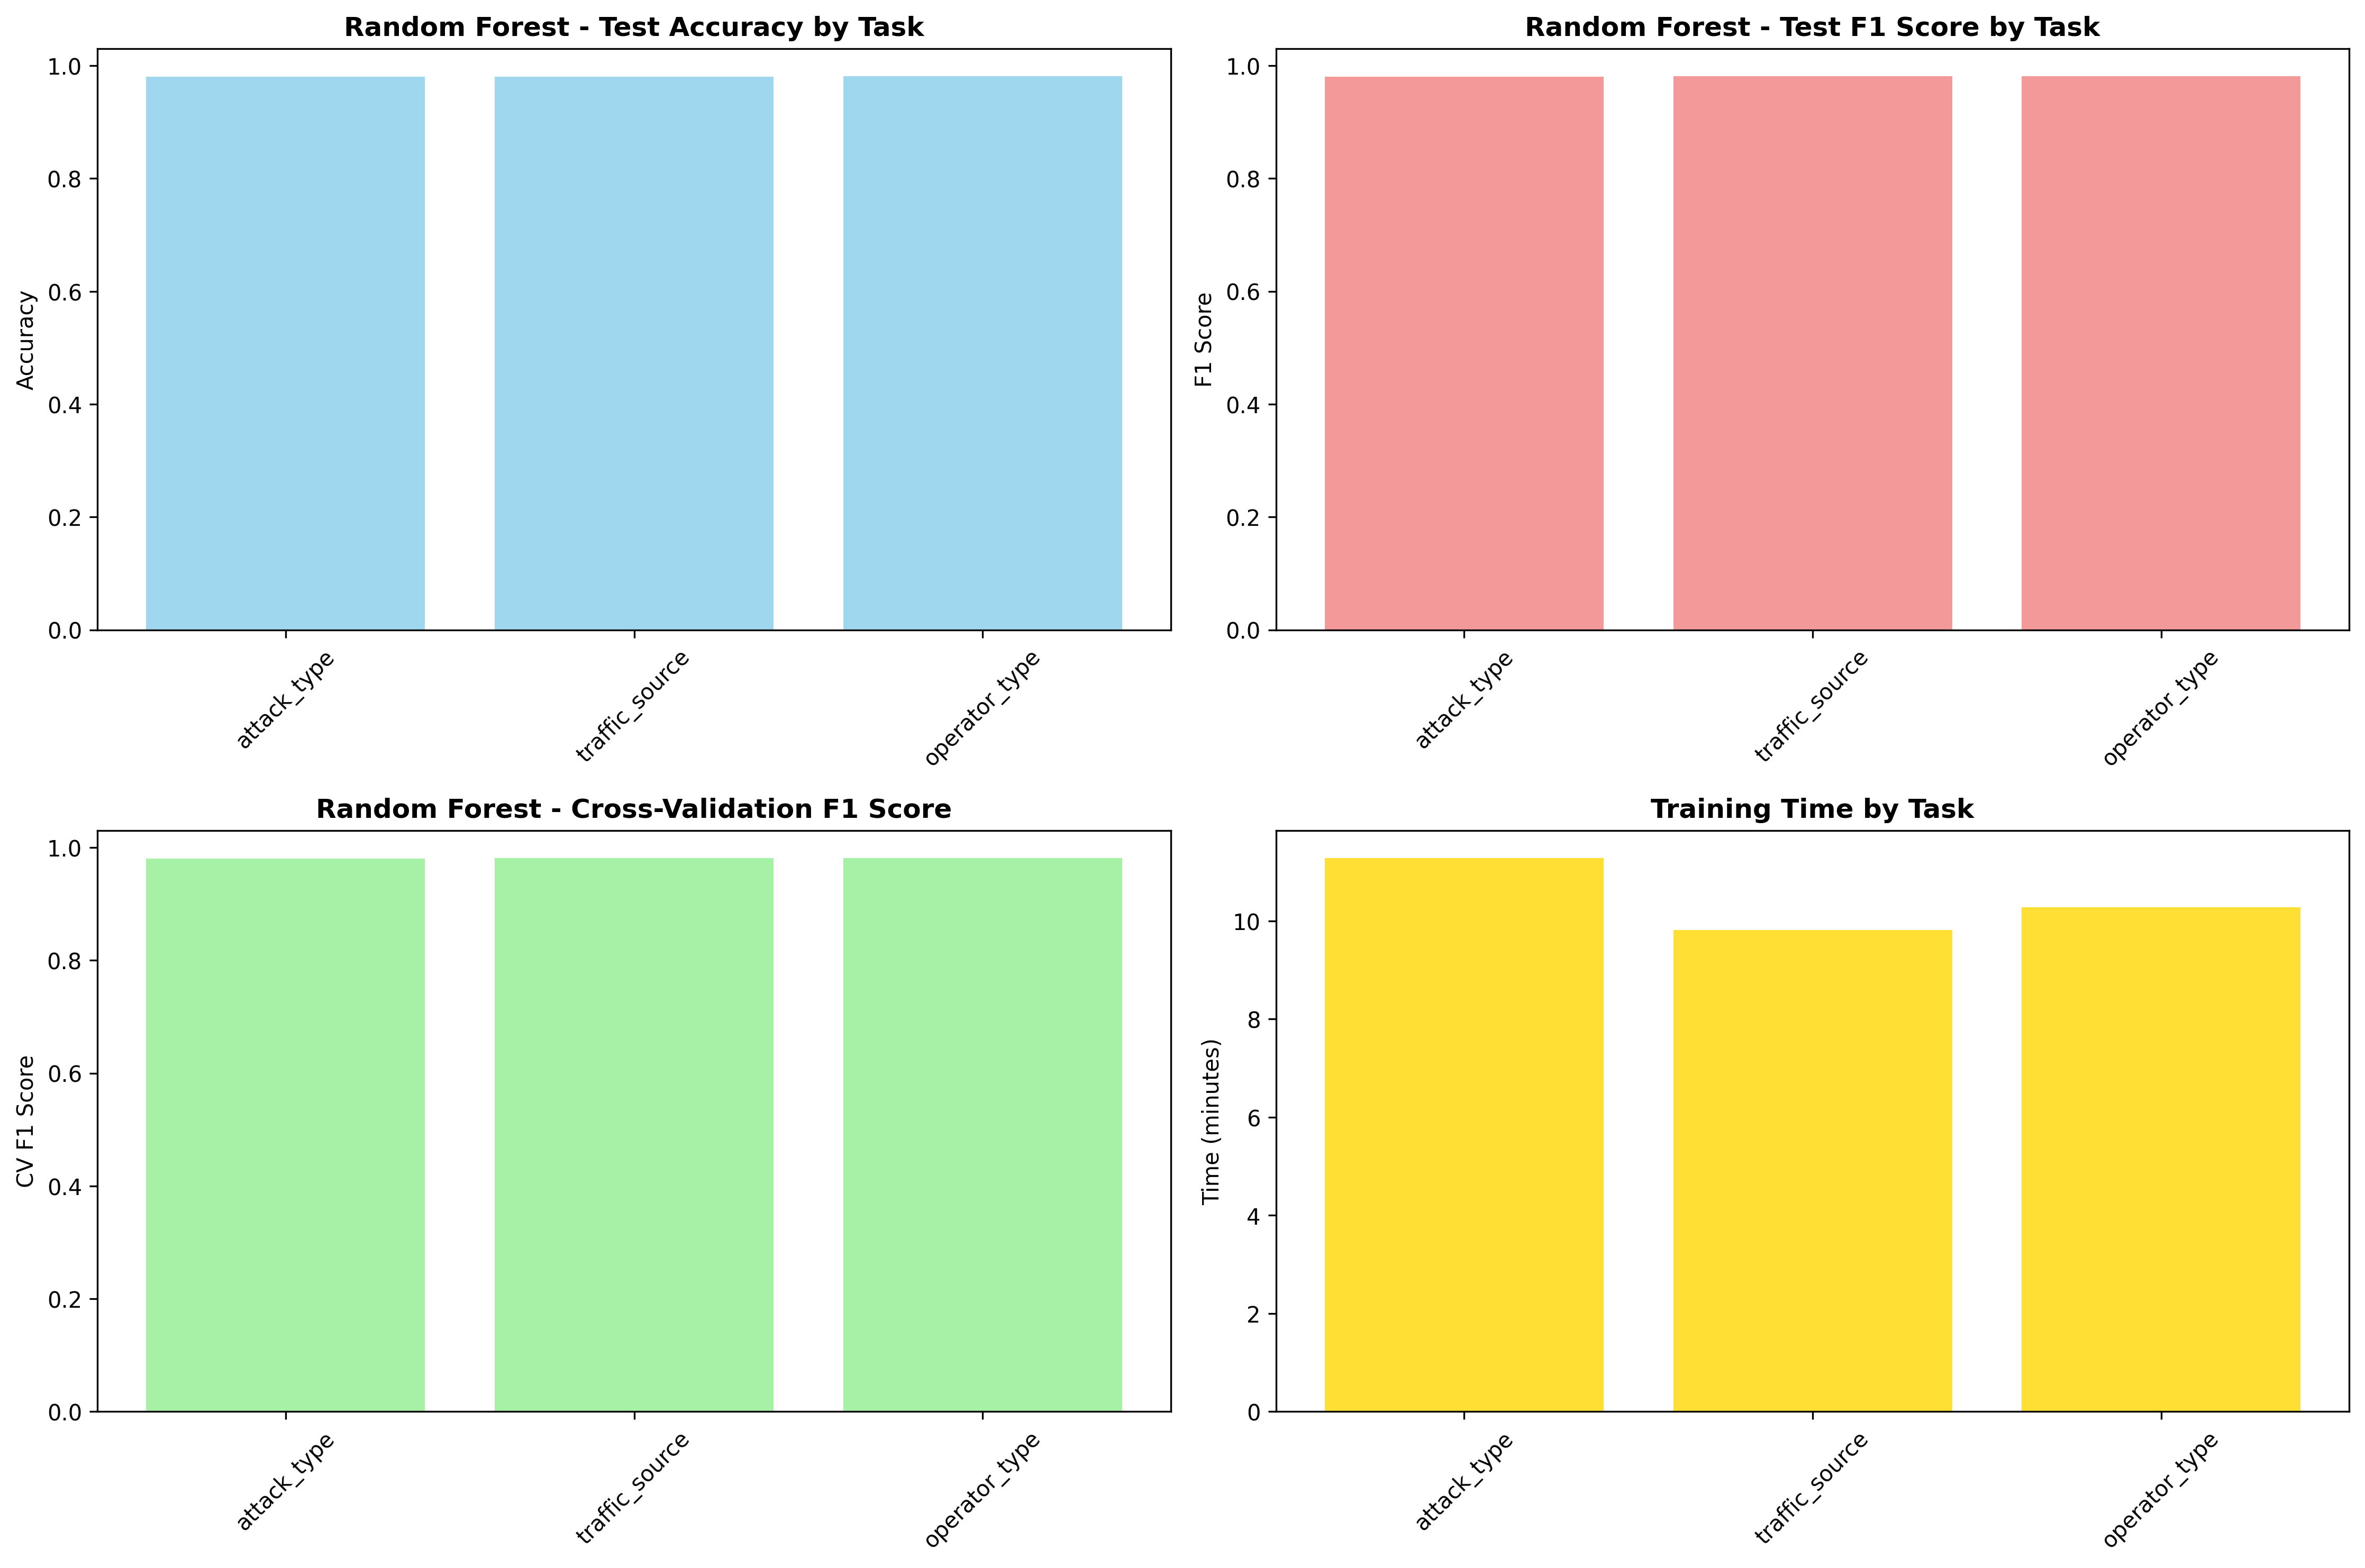 Random Forest - Test Accuracy by Task
1.0
0.8
0.6
0.4
0.2
0.0
Accuracy
attack_type
traffic_source
operator_type
Random Forest - Test F1 Score by Task
1.0
0.8
0.6
0.4
0.2
0.0
F1 Score
attack_type
traffic_source
operator_type
Random Forest - Cross-Validation F1 Score
1.0
0.8
0.6
0.4
0.2
0.0
CV F1 Score
attack_type
traffic_source
operator_type
Training Time by Task
10
8
6
4
2
0
Time (minutes)
attack_type
traffic_source
operator_type